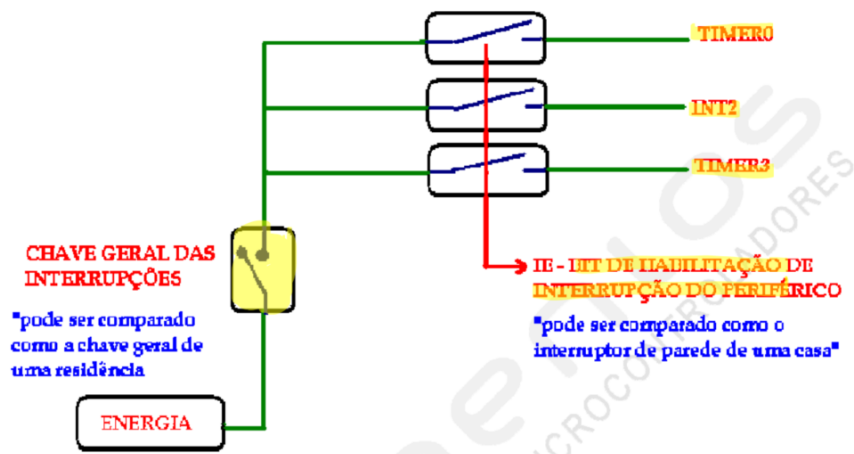 TIMER0
INT2
TIMER3
CHAVE GERAL DAS
INTERRUPÇÕES
"pode ser comparado
como a chave geral de
uma residência
ENERGIA
IE - BIT DE HABILITAÇÃO DE
INTERRUPÇÃO DO PERIFÉRICO
"pode ser comparado como o
interruptor de parede de uma casa"